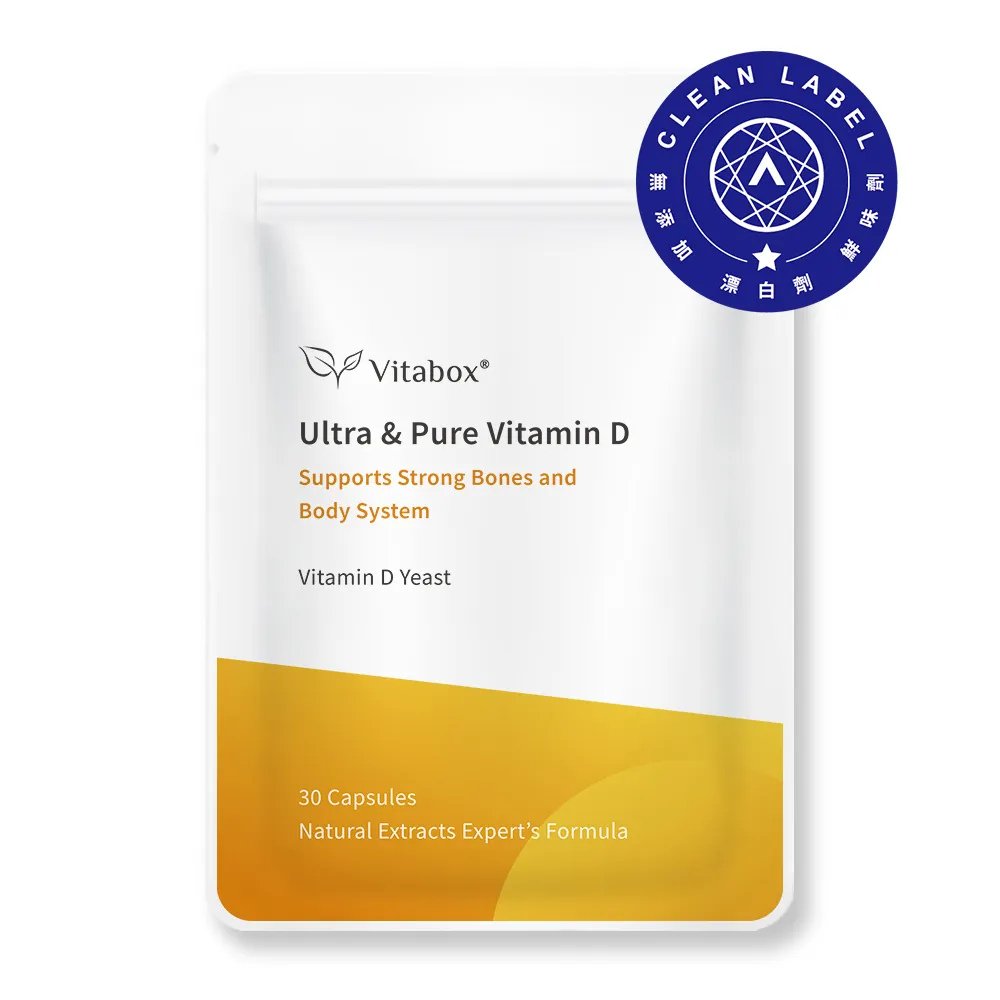 CLEAN LABEL
無添加 漂白劑 鮮味劑
Vitabox®
Ultra & Pure Vitamin D
Supports Strong Bones and
Body System
Vitamin D Yeast
30 Capsules
Natural Extracts Expert’s Formula